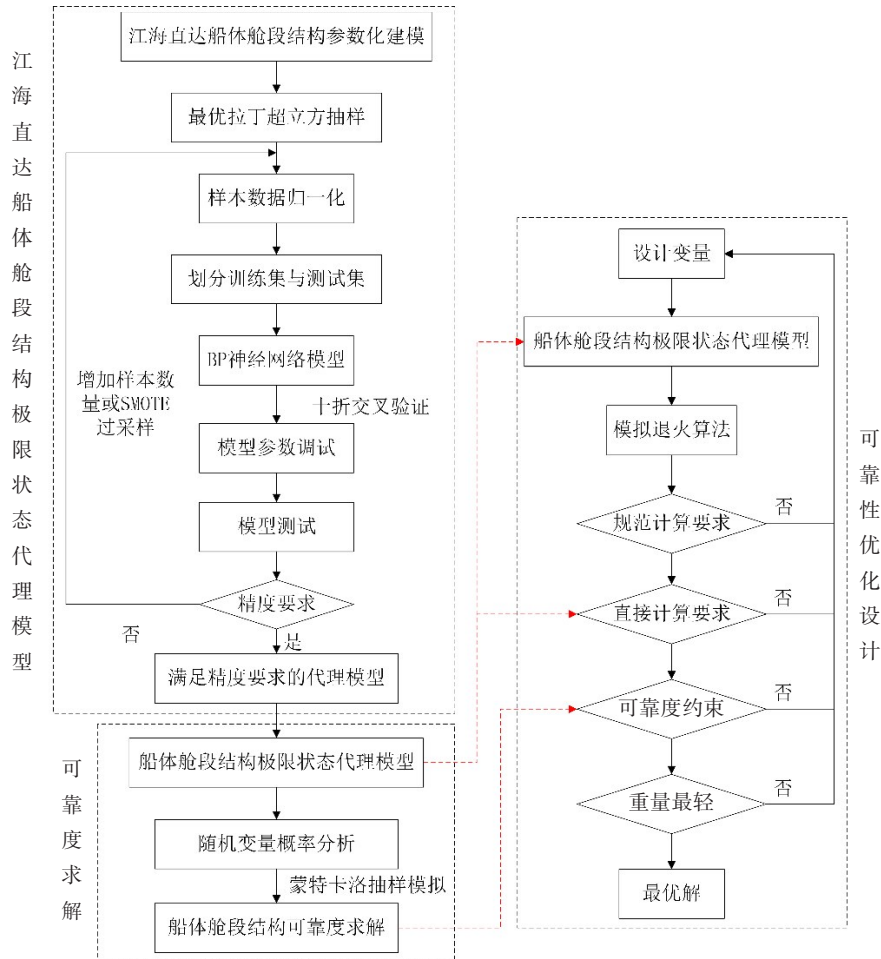 江海直达船体舱段结构极限状态代理模型
江海直达船体舱段结构参数化建模
最优拉丁超立方抽样
样本数据归一化
划分训练集与测试集
BP神经网络模型
十折交叉验证
增加样本数
量或SMOTE
过采样
模型参数调试
模型测试
精度要求
否
是
满足精度要求的代理模型
可靠度求解
船体舱段结构极限状态代理模型
随机变量概率分析
蒙特卡洛抽样模拟
船体舱段结构可靠度求解
设计变量
船体舱段结构极限状态代理模型
模拟退火算法
规范计算要求
否
直接计算要求
否
可靠度约束
否
重量最轻
否
最优解
可靠性优化设计